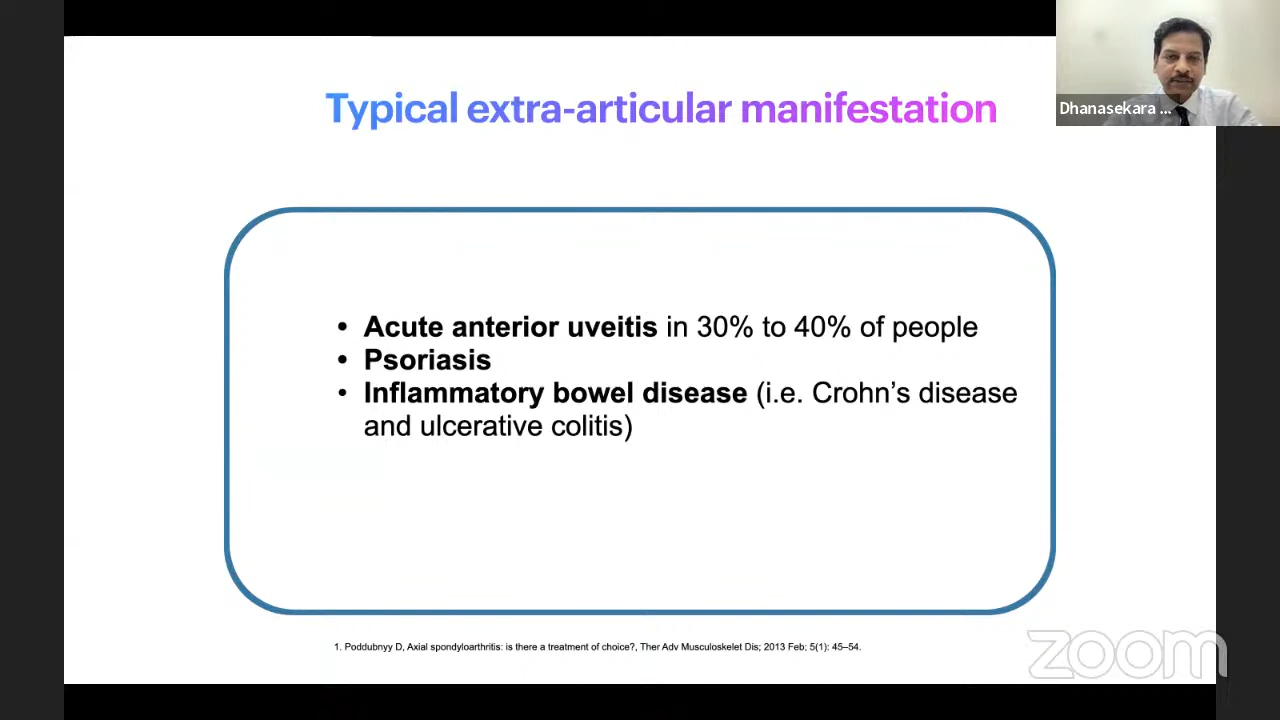 Typical extra-articular manifestation
Dhanasekara ...
• Acute anterior uveitis in 30% to 40% of people
• Psoriasis
• Inflammatory bowel disease (i.e. Crohn’s disease
and ulcerative colitis)
1. Poddubnyy D, Axial spondyloarthritis: is there a treatment of choice?, Ther Adv Musculoskelet Dis; 2013 Feb; 5(1): 45–54.
zoom